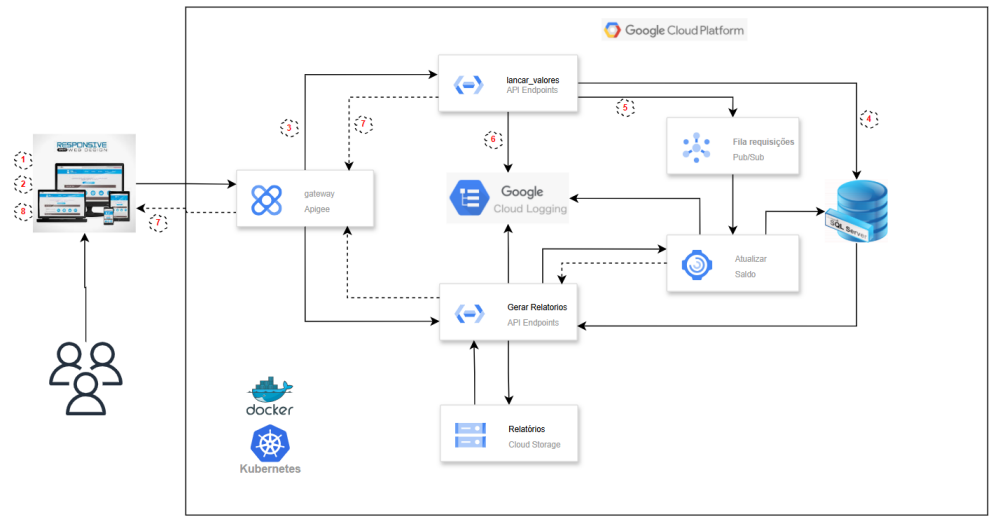 Google Cloud Platform
lancar_valores
API Endpoints
5
4
3
7
6
Fila requisições
Pub/Sub
1
RESPONSIVE
WEB DESIGN
2
8
7
gateway
Apigee
Google
Cloud Logging
SQL Server
Atualizar
Saldo
Gerar Relatorios
API Endpoints
docker
Kubernetes
Relatórios
Cloud Storage